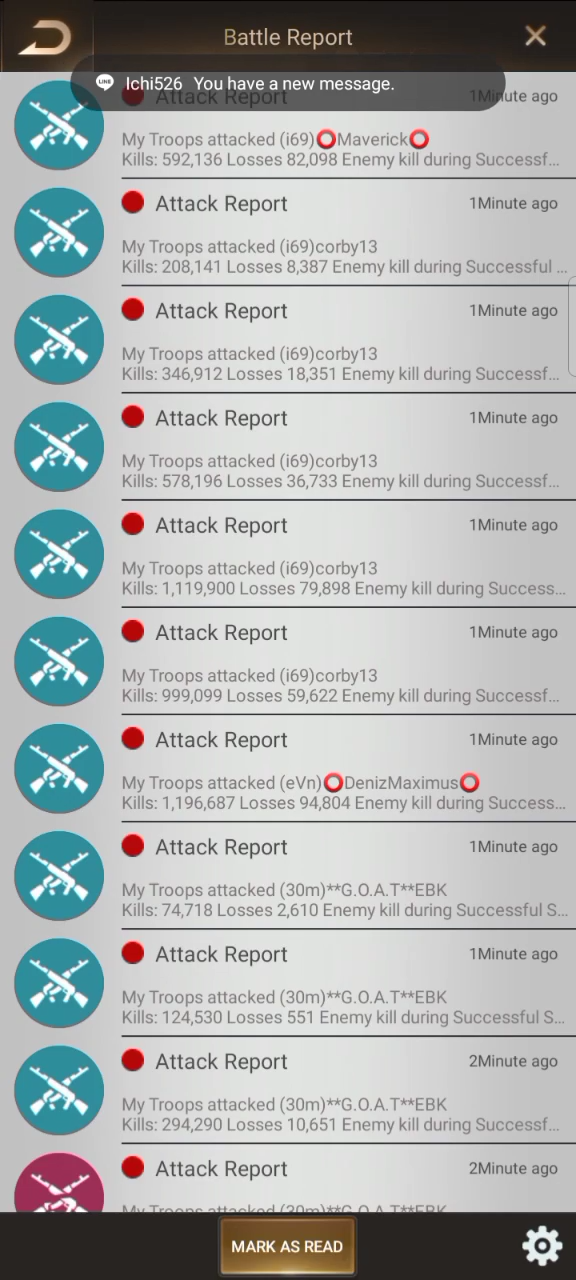 Battle Report
LINE Ichi526 You have a new message.
Attack Report 1Minute ago
My Troops attacked (i69)⭕Maverick⭕
Kills: 592,136 Losses 82,098 Enemy kill during Successf...
Attack Report 1Minute ago
My Troops attacked (i69)corby13
Kills: 208,141 Losses 8,387 Enemy kill during Successful ...
Attack Report 1Minute ago
My Troops attacked (i69)corby13
Kills: 346,912 Losses 18,351 Enemy kill during Successf...
Attack Report 1Minute ago
My Troops attacked (i69)corby13
Kills: 578,196 Losses 36,733 Enemy kill during Successf...
Attack Report 1Minute ago
My Troops attacked (i69)corby13
Kills: 1,119,900 Losses 79,898 Enemy kill during Success...
Attack Report 1Minute ago
My Troops attacked (i69)corby13
Kills: 999,099 Losses 59,622 Enemy kill during Successf...
Attack Report 1Minute ago
My Troops attacked (eVn)⭕DenizMaximus⭕
Kills: 1,196,687 Losses 94,804 Enemy kill during Success...
Attack Report 1Minute ago
My Troops attacked (30m)**G.O.A.T**EBK
Kills: 74,718 Losses 2,610 Enemy kill during Successful S...
Attack Report 1Minute ago
My Troops attacked (30m)**G.O.A.T**EBK
Kills: 124,530 Losses 551 Enemy kill during Successful S...
Attack Report 2Minute ago
My Troops attacked (30m)**G.O.A.T**EBK
Kills: 294,290 Losses 10,651 Enemy kill during Successf...
Attack Report 2Minute ago
My Troops attacked (30m)**G.O.A.T**EBK
MARK AS READ